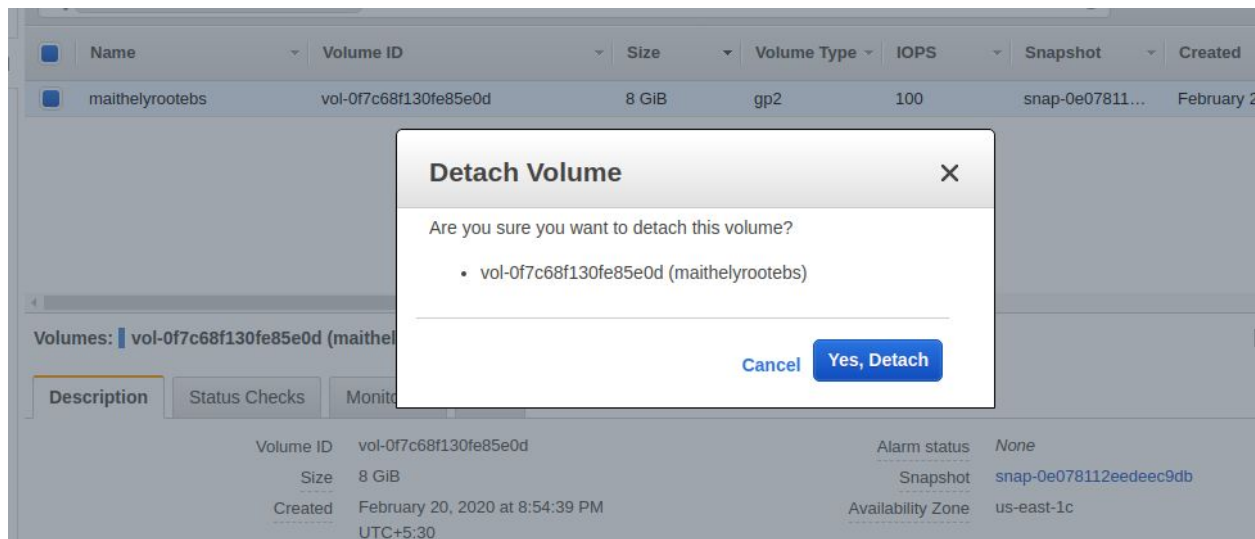 Name Volume ID Size Volume Type IOPS Snapshot Created
maithelyrootebs vol-0f7c68f130fe85e0d 8 GiB gp2 100 snap-0e07811… February 2
Detach Volume
Are you sure you want to detach this volume?
• vol-0f7c68f130fe85e0d (maithelyrootebs)
Cancel Yes, Detach
Volumes: vol-0f7c68f130fe85e0d (maithel
Description Status Checks Monito
Volume ID vol-0f7c68f130fe85e0d Alarm status None
Size 8 GiB Snapshot snap-0e078112eedeec9db
Created February 20, 2020 at 8:54:39 PM Availability Zone us-east-1c
UTC+5:30